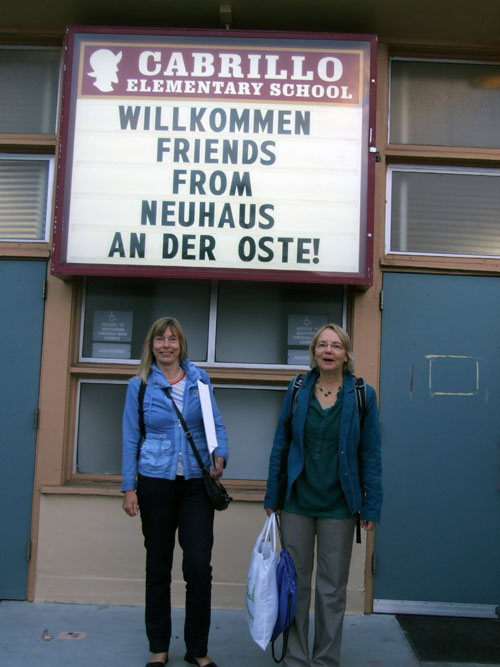 CABRILLO
ELEMENTARY SCHOOL
WILLKOMMEN
FRIENDS
FROM
NEUHAUS
AN DER OSTE!